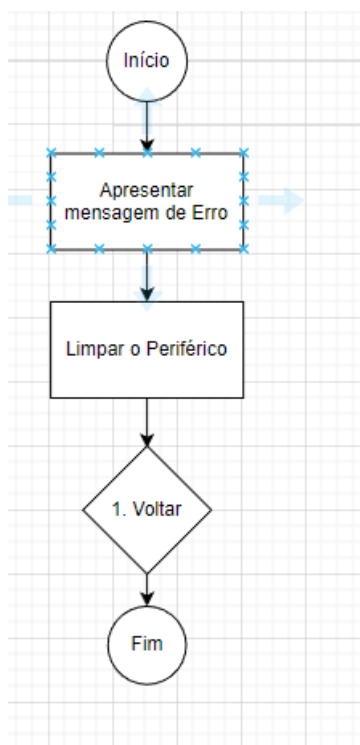 Início
Apresentar
mensagem de Erro
Limpar o Periférico
1. Voltar
Fim